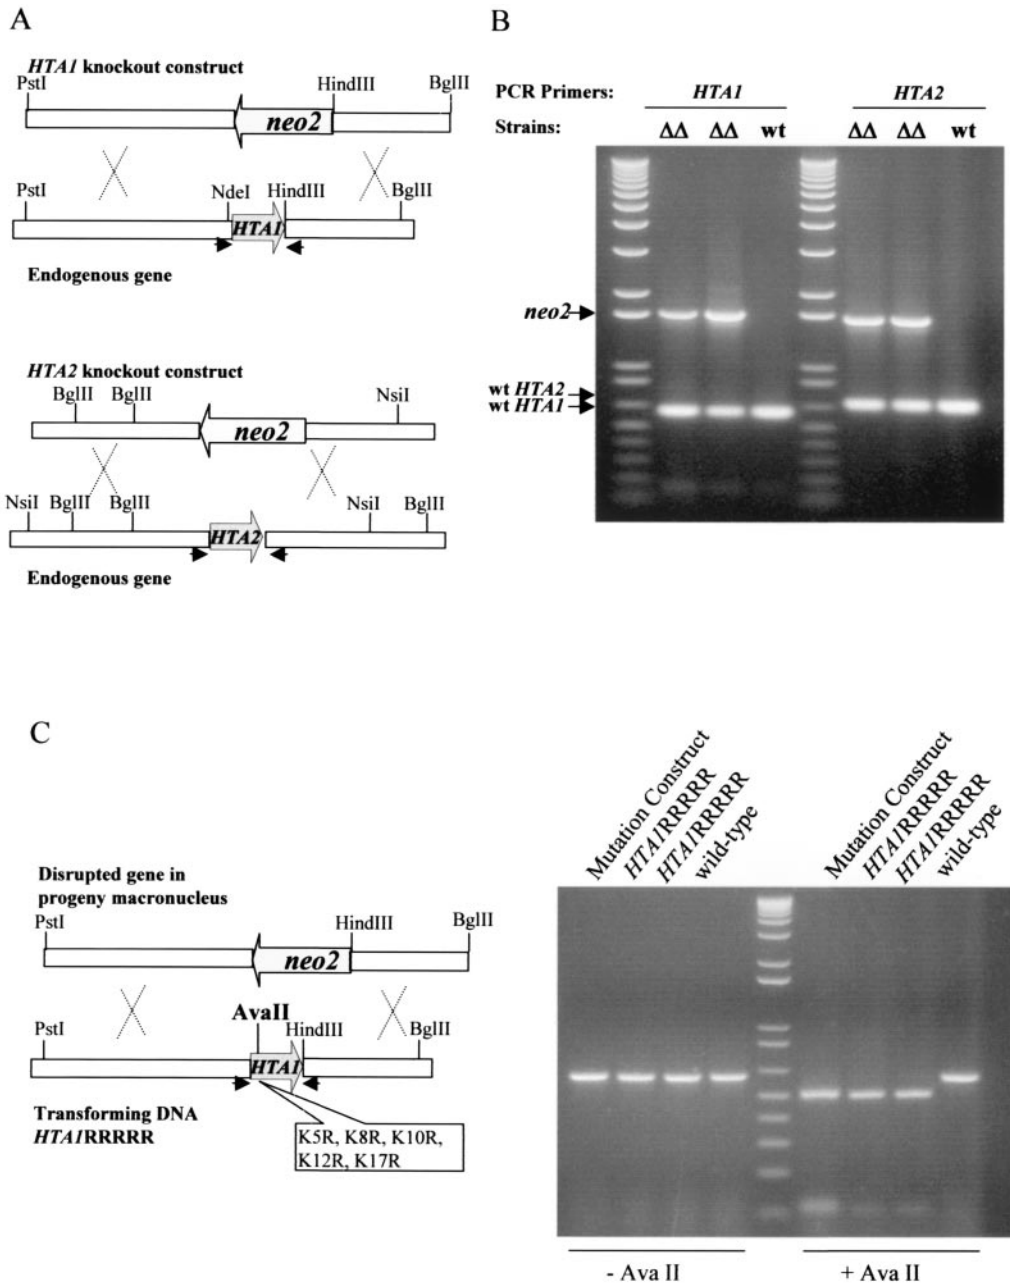 A
HTA1 knockout construct
PstI HindIII BglII
neo2
PstI NdeI HindIII BglII
HTA1
Endogenous gene
HTA2 knockout construct
BglII BglII NsiI
neo2
NsiI BglII BglII NsiI BglII
HTA2
Endogenous gene
B
PCR Primers: HTA1 HTA2
Strains: ΔΔ ΔΔ wt ΔΔ ΔΔ wt
neo2
wt HTA2
wt HTA1
C
Disrupted gene in
progeny macronucleus
PstI HindIII BglII
neo2
AvaII
PstI HindIII BglII
HTA1
Transforming DNA
HTA1RRRRR
K5R, K8R, K10R,
K12R, K17R
Mutation Construct
HTA1RRRRR
HTA1RRRRR
wild-type
Mutation Construct
HTA1RRRRR
HTA1RRRRR
wild-type
- Ava II
+ Ava II